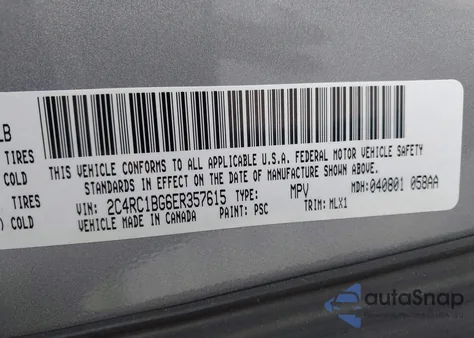 LB
TIRES
COLD
TIRES
) COLD
THIS VEHICLE CONFORMS TO ALL APPLICABLE U.S.A. FEDERAL MOTOR VEHICLE SAFETY
STANDARDS IN EFFECT ON THE DATE OF MANUFACTURE SHOWN ABOVE.
VIN: 2C4RC1BG6ER357615 TYPE: MPV MDH:040801 058AA
VEHICLE MADE IN CANADA PAINT: PSC TRIM: MLX1
autoSnap